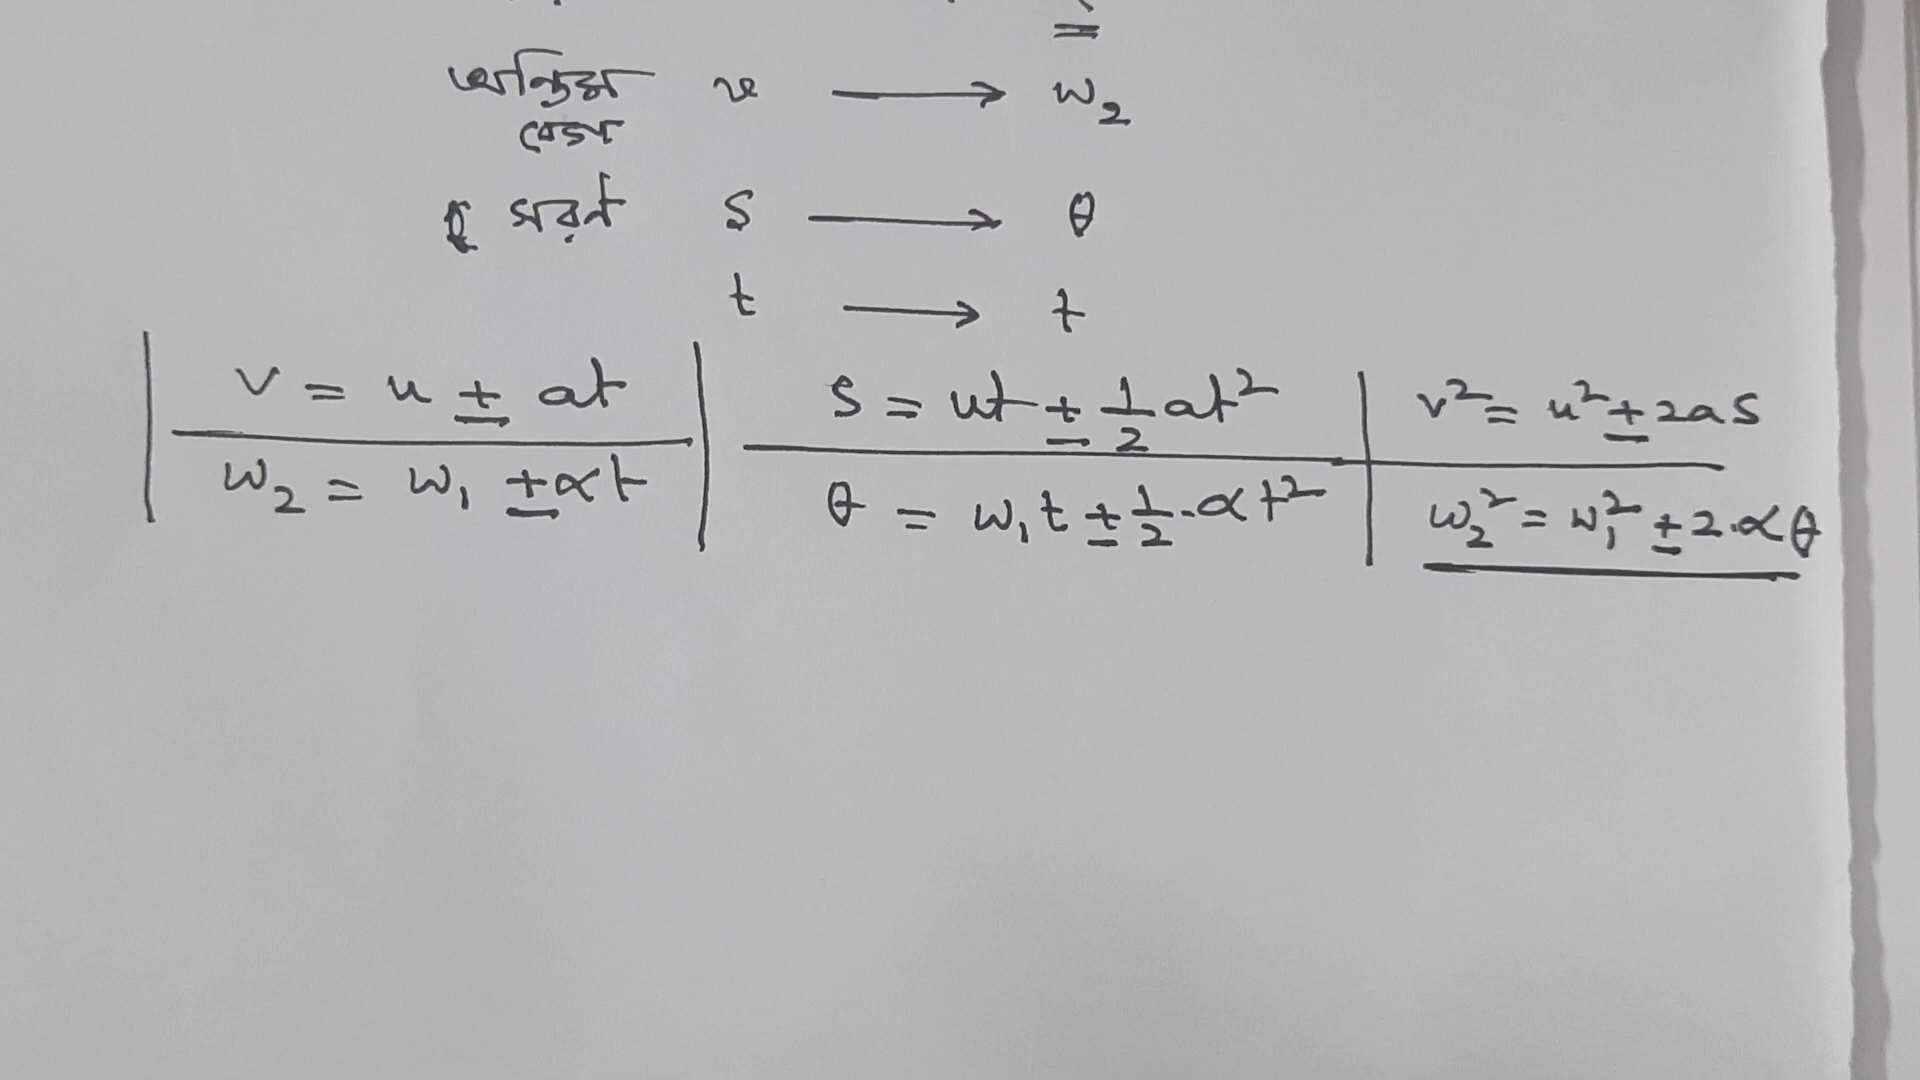 অন্তিম v → ω₂
বেগ
সরণ s → θ
t → t
v = u ± at | s = ut ± 1/2 at² | v² = u² ± 2as
ω₂ = ω₁ ± αt | θ = ω₁t ± 1/2 · αt² | ω₂² = ω₁² ± 2·αθ